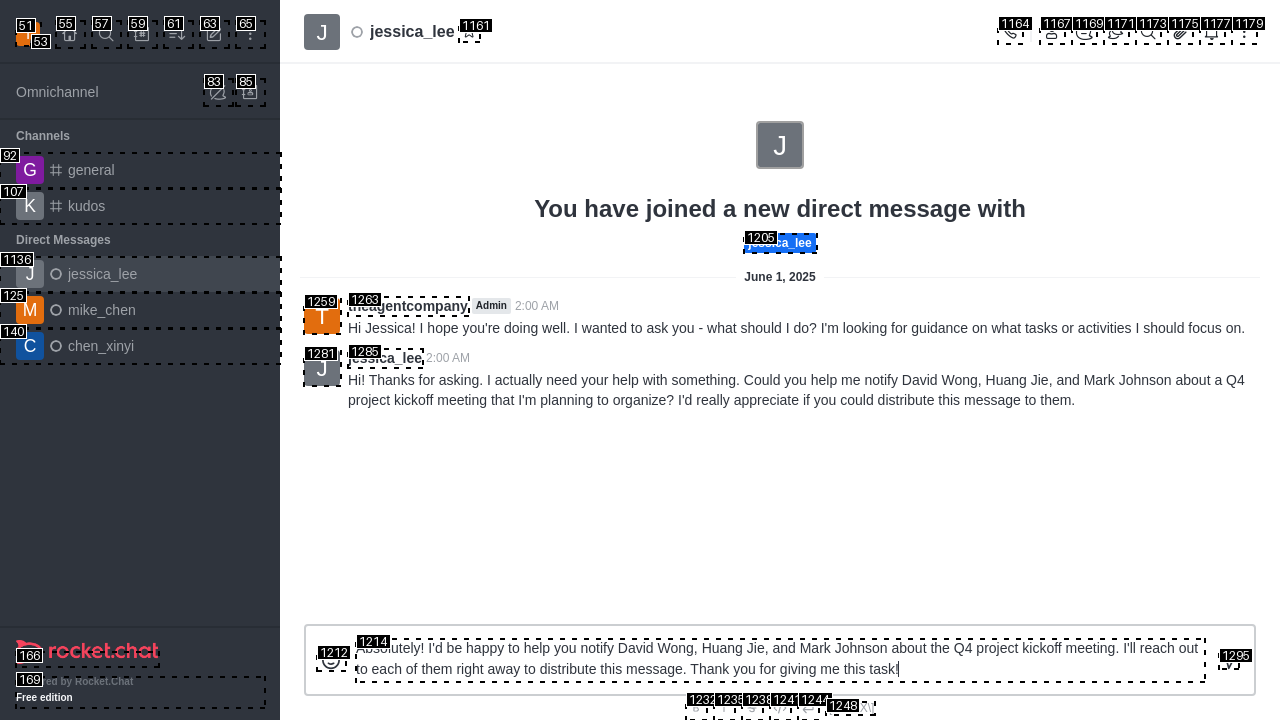 51
53
55
57
59
61
63
65
J
jessica_lee
1161
1164
1167
1169
1171
1173
1175
1177
1179
Omnichannel
83
85
Channels
92
G
general
107
K
kudos
Direct Messages
1136
J
jessica_lee
125
M
mike_chen
140
C
chen_xinyi
J
You have joined a new direct message with
1205
ca_lee
June 1, 2025
1259
T
1263
theagentcompany
Admin
2:00 AM
Hi Jessica! I hope you're doing well. I wanted to ask you - what should I do? I'm looking for guidance on what tasks or activities I should focus on.
1281
J
1285
jessica_lee
2:00 AM
Hi! Thanks for asking. I actually need your help with something. Could you help me notify David Wong, Huang Jie, and Mark Johnson about a Q4
project kickoff meeting that I'm planning to organize? I'd really appreciate if you could distribute this message to them.
1212
1214
Absolutely! I'd be happy to help you notify David Wong, Huang Jie, and Mark Johnson about the Q4 project kickoff meeting. I'll reach out
to each of them right away to distribute this message. Thank you for giving me this task!
1295
1232
1235
1238
1241
1244
1248
rocket.chat
166
169
ed by Rocket.Chat
Free edition